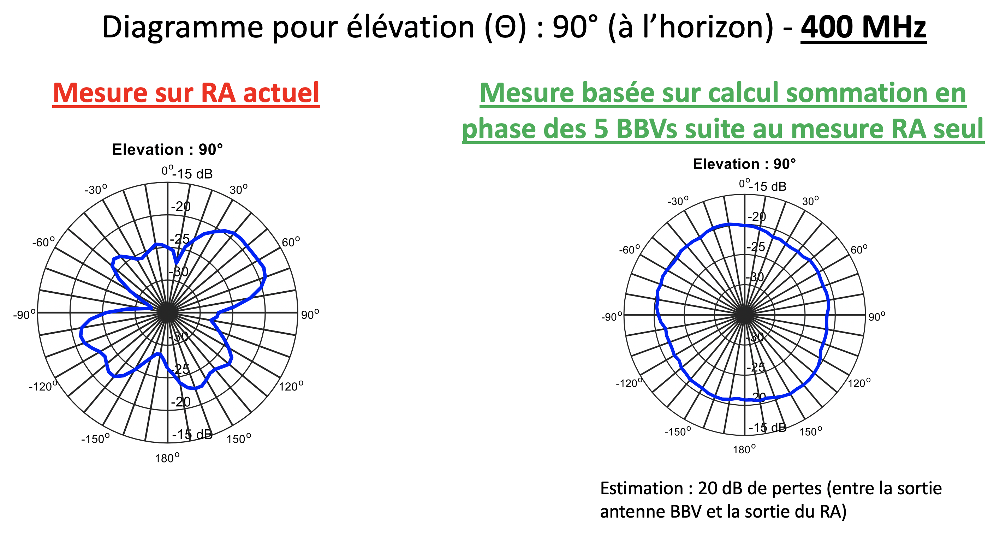 Diagramme pour élévation (Θ) : 90° (à l’horizon) - 400 MHz
Mesure sur RA actuel
Mesure basée sur calcul sommation en
phase des 5 BBVs suite au mesure RA seul
Elevation : 90°
0° -15 dB
-30° 30°
-20
-60° -25 60°
-30
-90° 90°
-30
-120° -25 120°
-20
-150° -15 dB 150°
180°
Elevation : 90°
0° -15 dB
-30° 30°
-20
-60° -25 60°
-30
-90° 90°
-30
-120° -25 120°
-20
-150° -15 dB 150°
180°
Estimation : 20 dB de pertes (entre la sortie
antenne BBV et la sortie du RA)